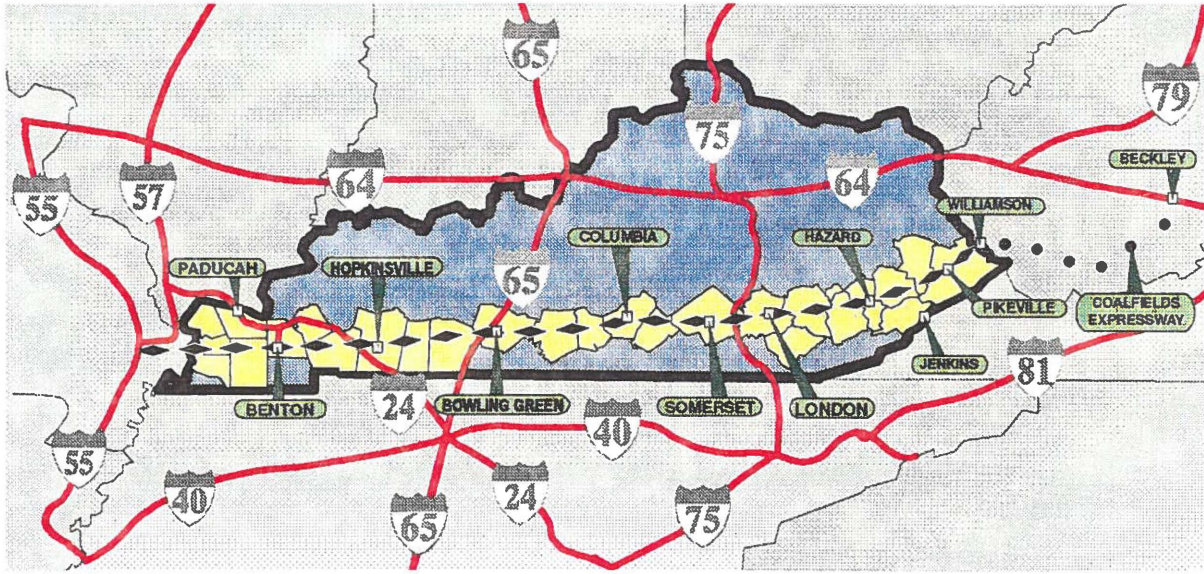 65
75
79
64
64
55
57
BECKLEY
WILLIAMSON
COLUMBIA
HAZARD
PADUCAH
HOPKINSVILLE
65
PIKEVILLE
COALFIELDS
EXPRESSWAY
JENKINS
BENTON
24
BOWLING GREEN
SOMERSET
LONDON
81
40
55
40
65
24
75